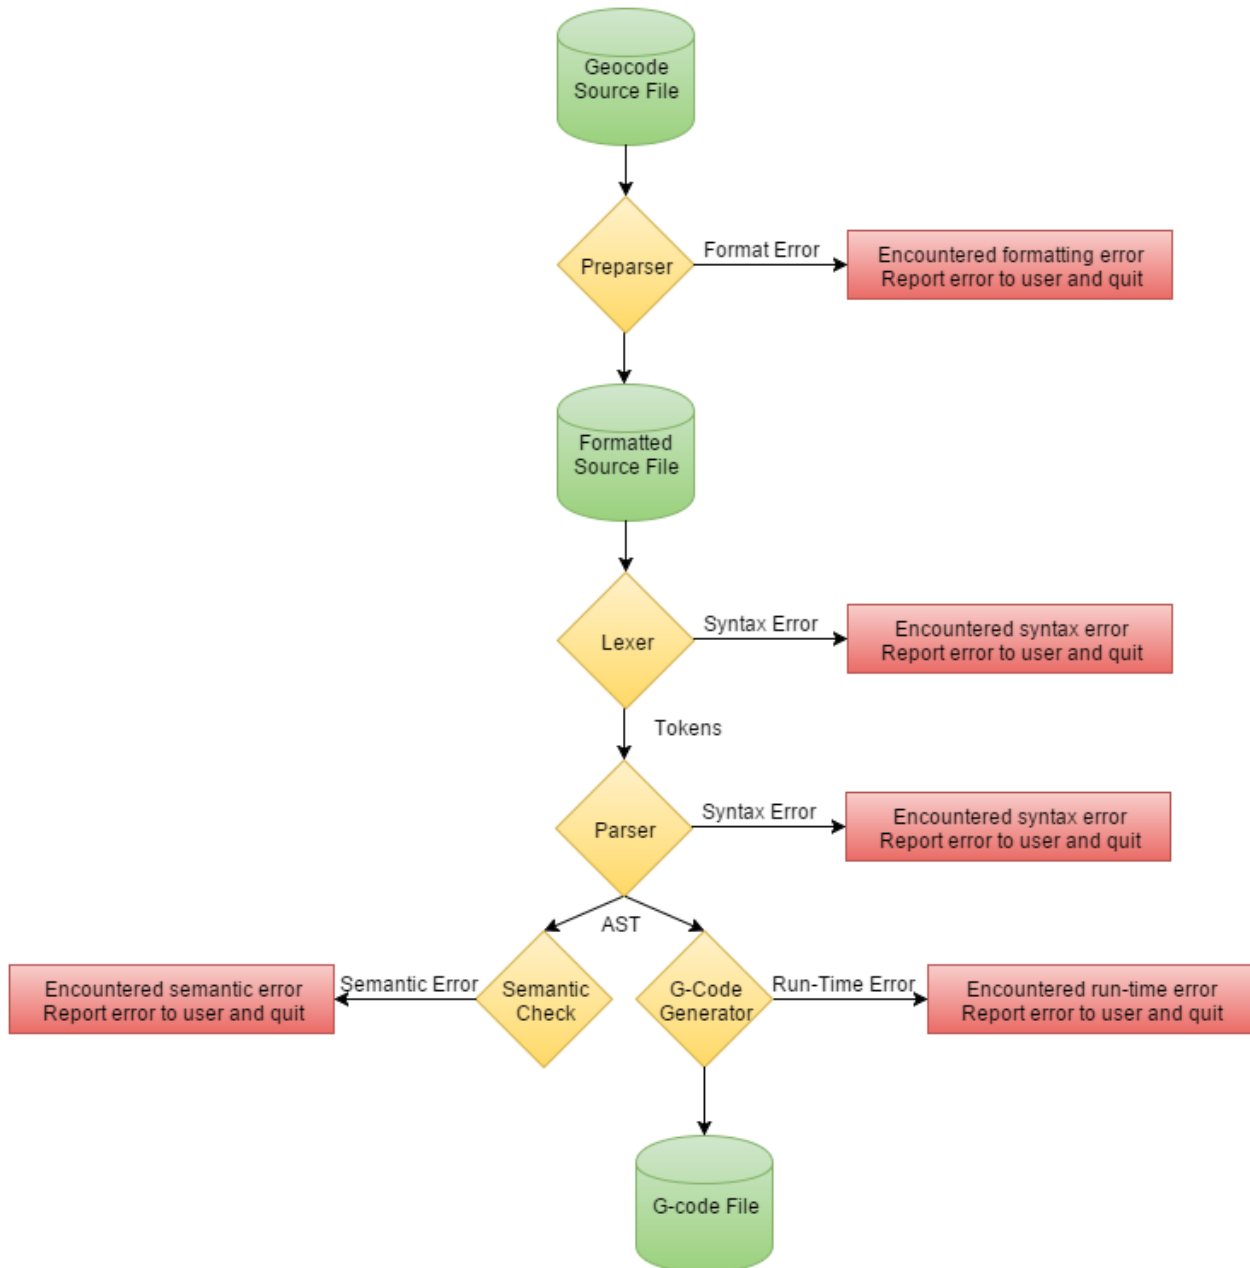 Geocode
Source File
Preparser
Format Error
Encountered formatting error
Report error to user and quit
Formatted
Source File
Lexer
Syntax Error
Encountered syntax error
Report error to user and quit
Tokens
Parser
Syntax Error
Encountered syntax error
Report error to user and quit
AST
Encountered semantic error
Report error to user and quit
Semantic Error
Semantic
Check
G-Code
Generator
Run-Time Error
Encountered run-time error
Report error to user and quit
G-code File